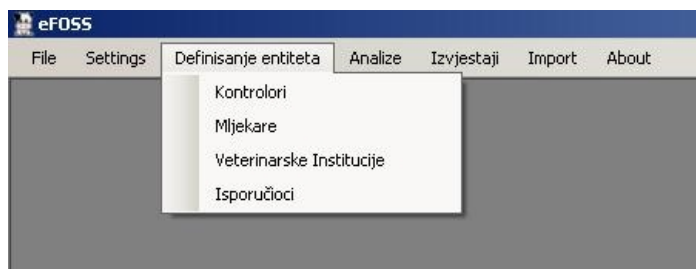 eFOSS
File Settings Definisanje entiteta Analize Izvjestaji Import About
Kontrolori
Mljekare
Veterinarske Institucije
Isporučioci